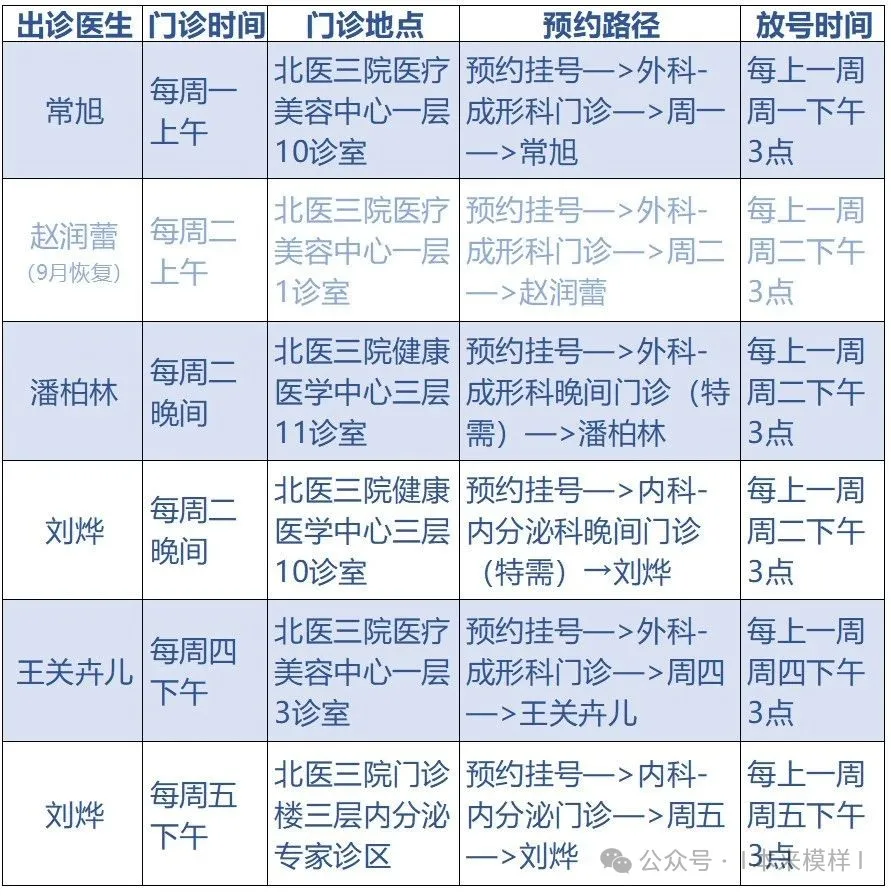 出诊医生 门诊时间 门诊地点 预约路径 放号时间
常旭
每周一
上午
北医三院医疗
美容中心一层
10诊室
预约挂号—>外科-
成形科门诊—>周一
—>常旭
每上一周
周一下午
3点
赵润蕾
（9月恢复）
每周二
上午
北医三院医疗
美容中心一层
1诊室
预约挂号—>外科-
成形科门诊—>周二
—>赵润蕾
每上一周
周二下午
3点
潘柏林
每周二
晚间
北医三院健康
医学中心三层
11诊室
预约挂号—>外科-
成形科晚间门诊（特
需）—>潘柏林
每上一周
周二下午
3点
刘烨
每周二
晚间
北医三院健康
医学中心三层
10诊室
预约挂号—>内科-
内分泌科晚间门诊
（特需）→刘烨
每上一周
周二下午
3点
王关卉儿
每周四
下午
北医三院医疗
美容中心一层
3诊室
预约挂号—>外科-
成形科门诊—>周四
—>王关卉儿
每上一周
周四下午
3点
刘烨
每周五
下午
北医三院门诊
楼三层内分泌
专家诊区
预约挂号—>内科-
内分泌门诊—>周五
—>刘烨
每上一周
周五下午
3点
公众号 · I 本来模样 I